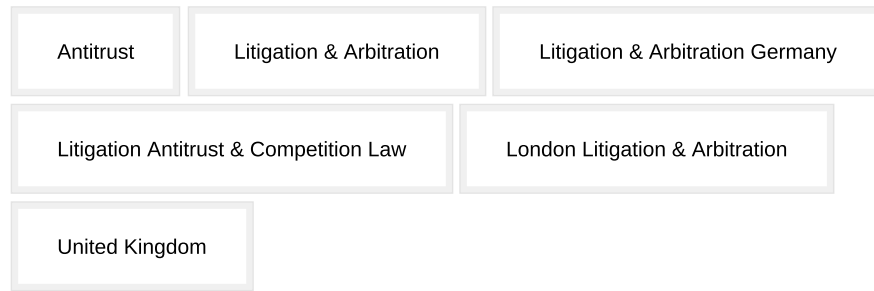 Antitrust Litigation & Arbitration Litigation & Arbitration Germany
Litigation Antitrust & Competition Law London Litigation & Arbitration
United Kingdom